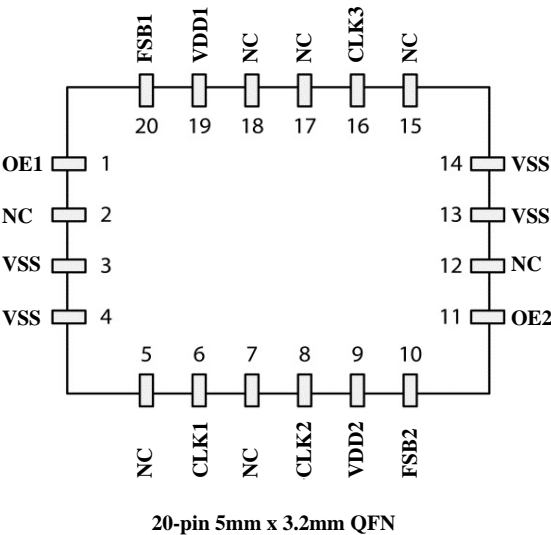 FSB1 VDD1 NC NC CLK3 NC
20 19 18 17 16 15
OE1 1 14 VSS
NC 2 13 VSS
VSS 3 12 NC
VSS 4 11 OE2
5 6 7 8 9 10
NC CLK1 NC CLK2 VDD2 FSB2
20-pin 5mm x 3.2mm QFN